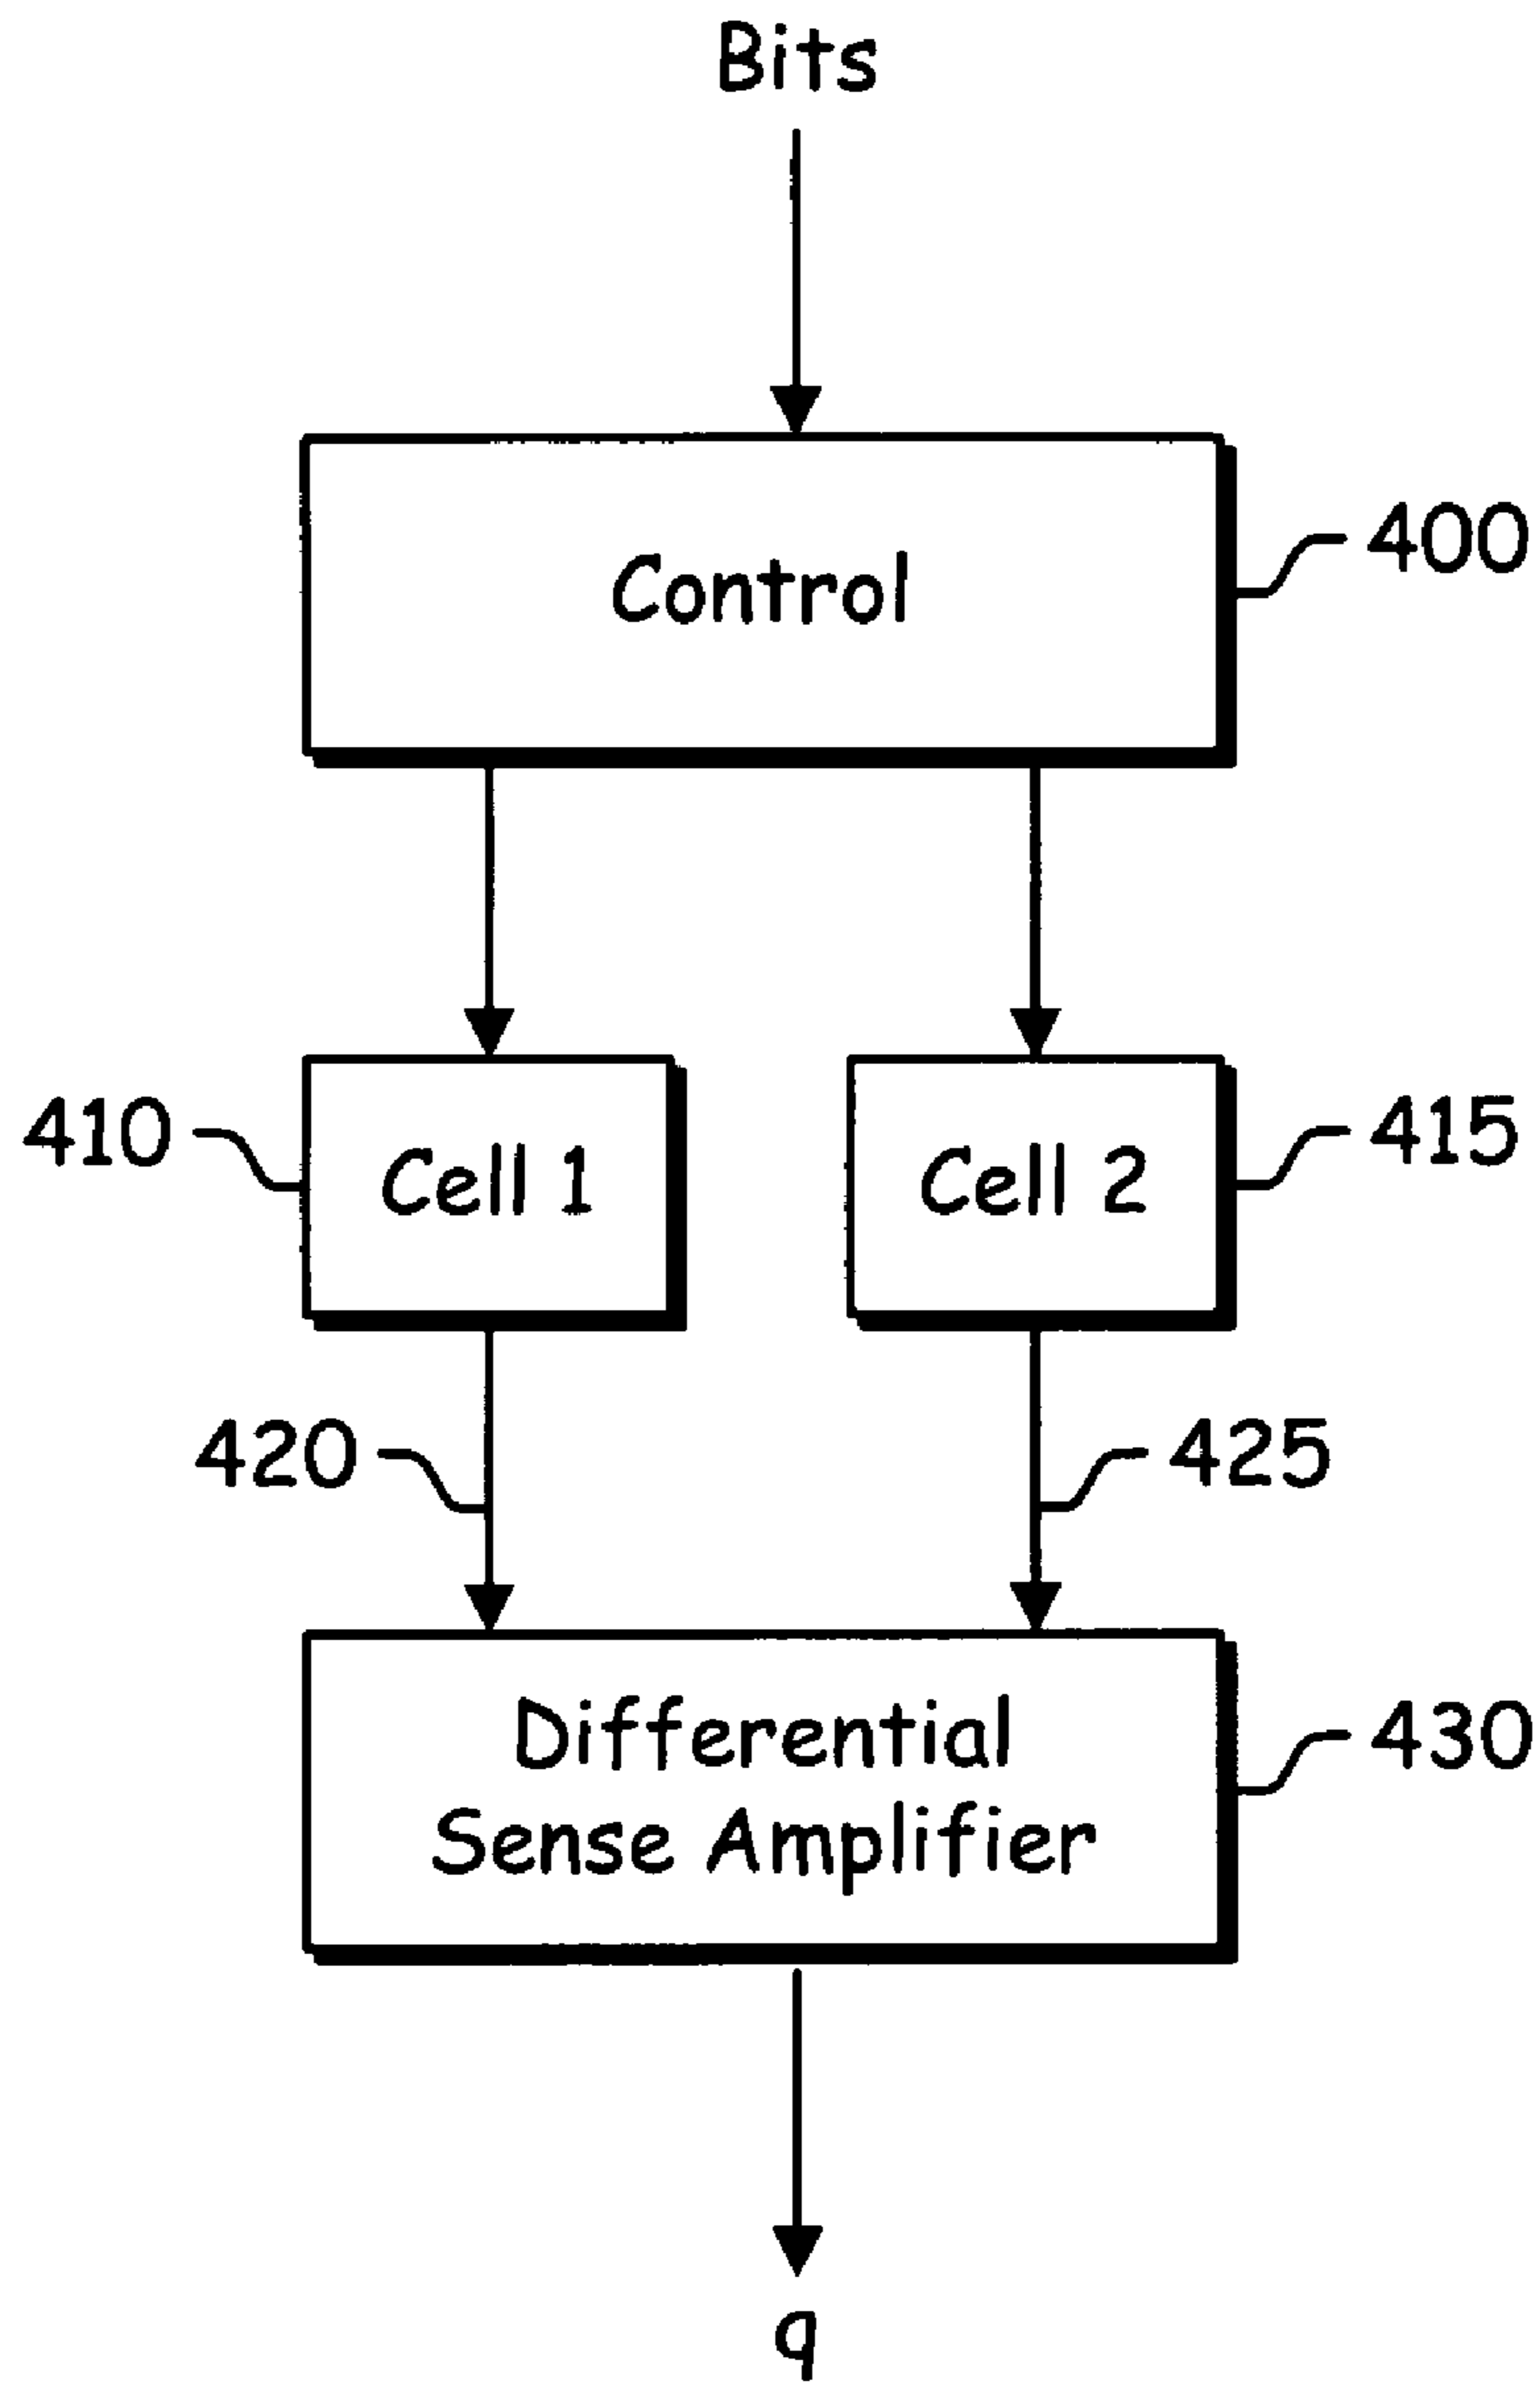 Bits
Control
400
410
Cell 1
Cell 2
415
420
425
Differential
Sense Amplifier
430
q